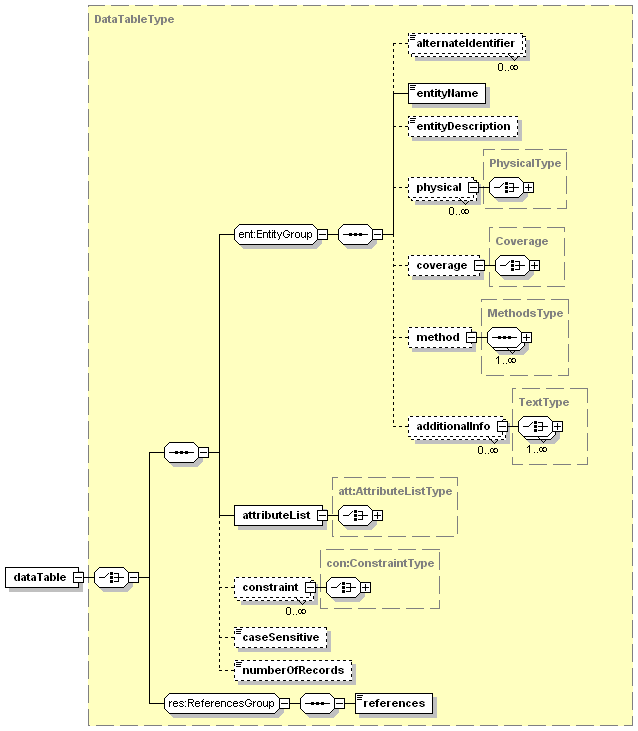 DataTableType
alternateIdentifier
0..∞
entityName
entityDescription
PhysicalType
physical
0..∞
ent:EntityGroup
Coverage
coverage
MethodsType
method
1..∞
TextType
additionalInfo
0..∞
1..∞
att:AttributeListType
attributeList
con:ConstraintType
dataTable
constraint
0..∞
caseSensitive
numberOfRecords
res:ReferencesGroup
references